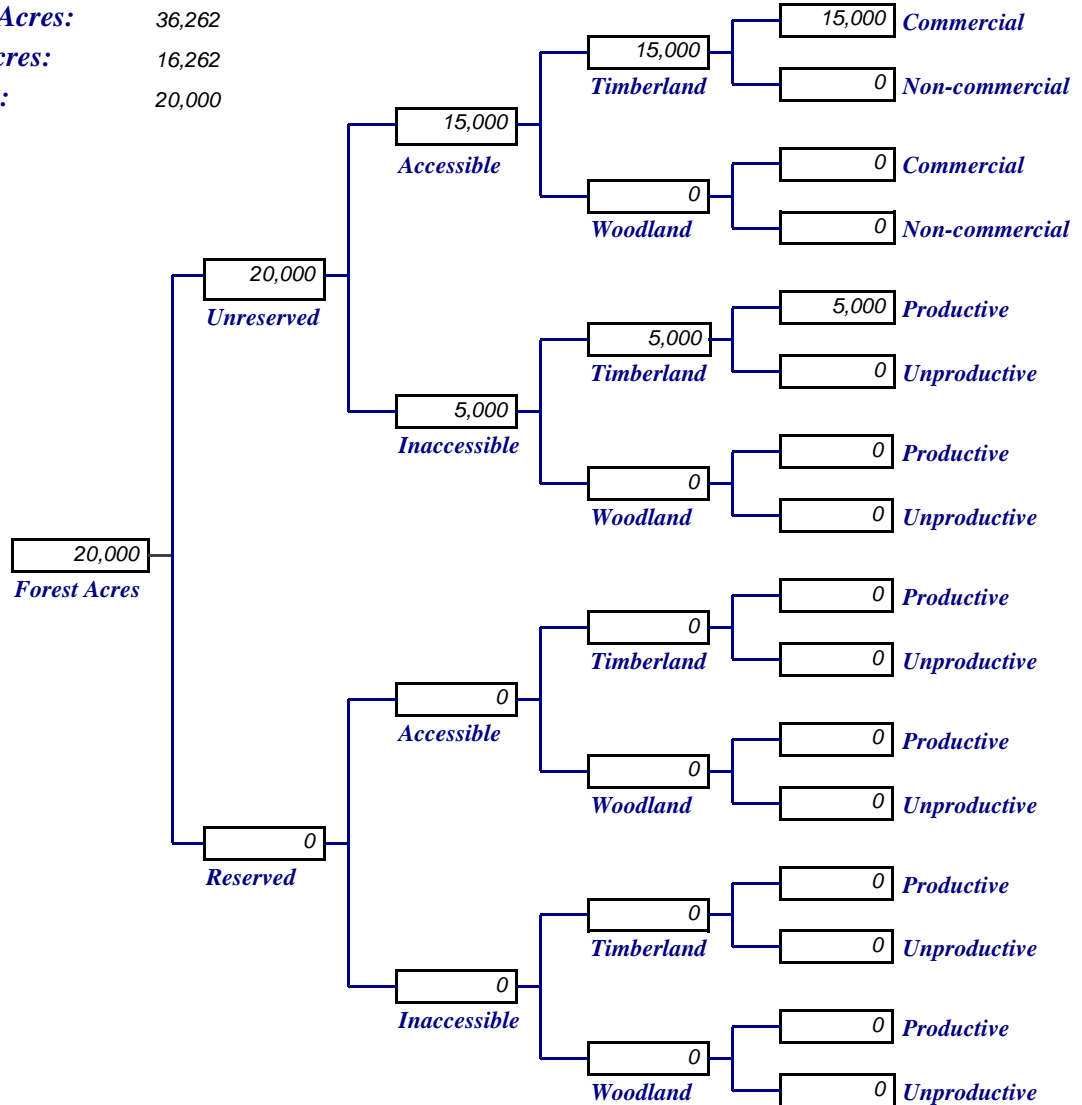 Acres: 36,262
cres: 16,262
: 20,000
15,000 Commercial
15,000
Timberland
0 Non-commercial
15,000
Accessible
0 Commercial
0
Woodland
0 Non-commercial
20,000
Unreserved
5,000 Productive
5,000
Timberland
0 Unproductive
5,000
Inaccessible
0 Productive
0
Woodland
0 Unproductive
20,000
Forest Acres
0 Productive
0
Timberland
0 Unproductive
0
Accessible
0 Productive
0
Woodland
0 Unproductive
0
Reserved
0 Productive
0
Timberland
0 Unproductive
0
Inaccessible
0 Productive
0
Woodland
0 Unproductive